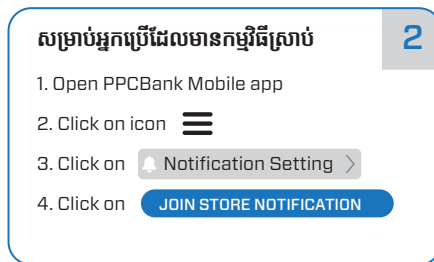 សម្រាប់អ្នកប្រើដែលមានកម្មវិធីស្រាប់
2
1. Open PPCBank Mobile app
2. Click on icon
3. Click on Notification Setting
4. Click on JOIN STORE NOTIFICATION